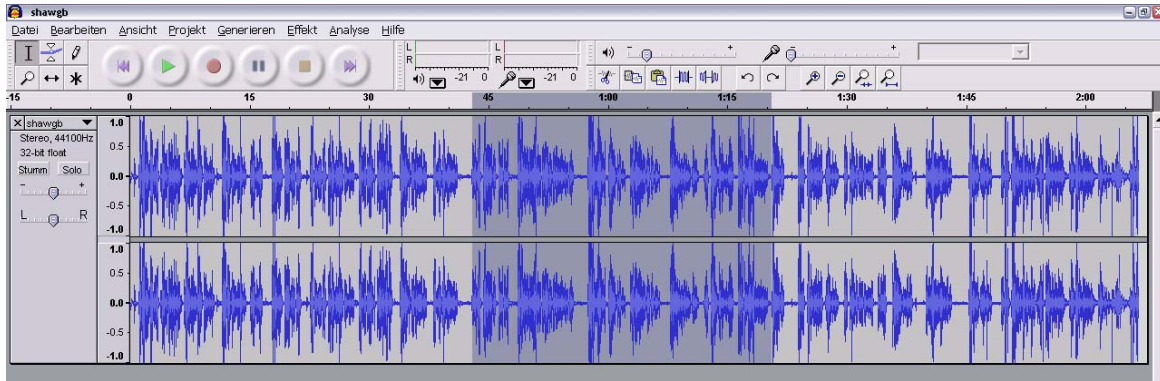 shawgb
Datei Bearbeiten Ansicht Projekt Generieren Effekt Analyse Hilfe
L
R
-21 0
L
R
-21 0
- +
- +
-15 0 15 30 45 1:00 1:15 1:30 1:45 2:00
X shawgb
Stereo, 44100Hz
32-bit float
Stumm Solo
- +
L R
1.0
0.5
0.0
-0.5
-1.0
1.0
0.5
0.0
-0.5
-1.0